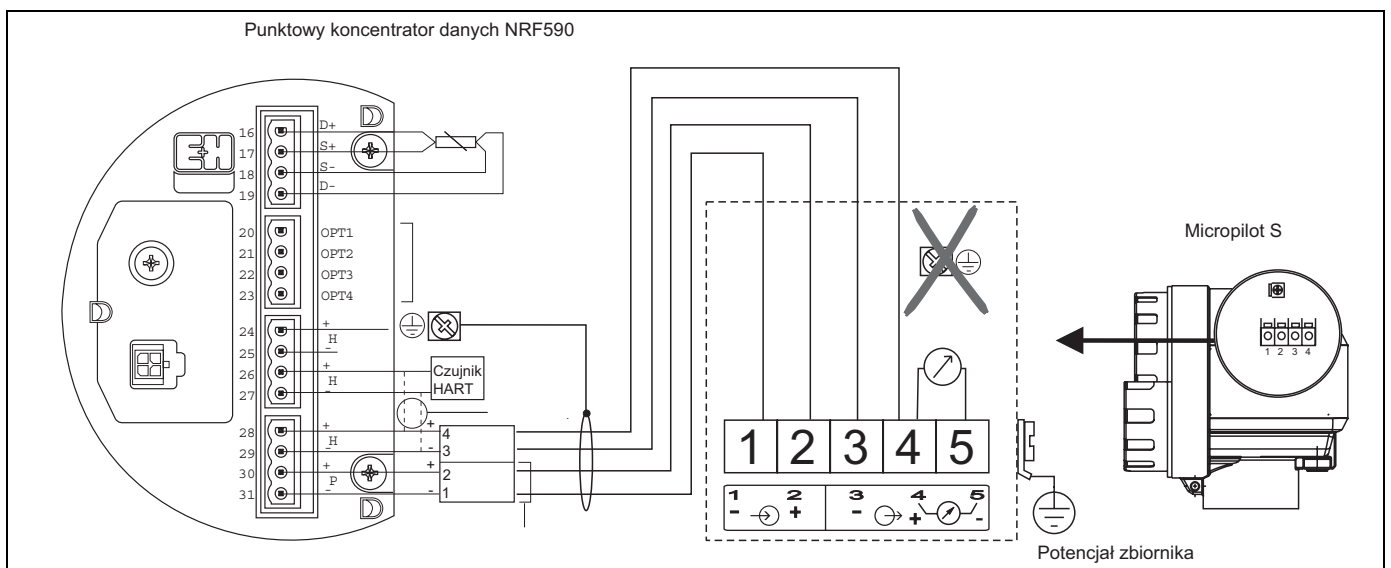 Punktowy koncentrator danych NRF590
E+H
16 D+
17 S+
18 S-
19 D-
20 OPT1
21 OPT2
22 OPT3
23 OPT4
24 +
H
25 -
26 +
H
27 -
28 +
H
29 -
30 +
P
31 -
Czujnik
HART
+ 4
- 3
+ 2
- 1
1 2 3 4 5
1 2 3 4 5
- + - + -
Micropilot S
1 2 3 4
Potencjał zbiornika